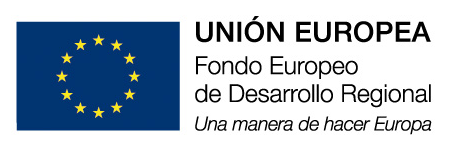 UNIÓN EUROPEA
Fondo Europeo
de Desarrollo Regional
Una manera de hacer Europa